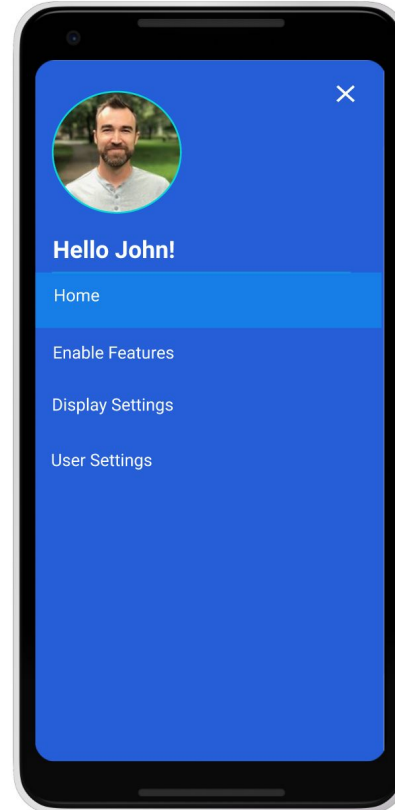 Hello John!
Home
Enable Features
Display Settings
User Settings